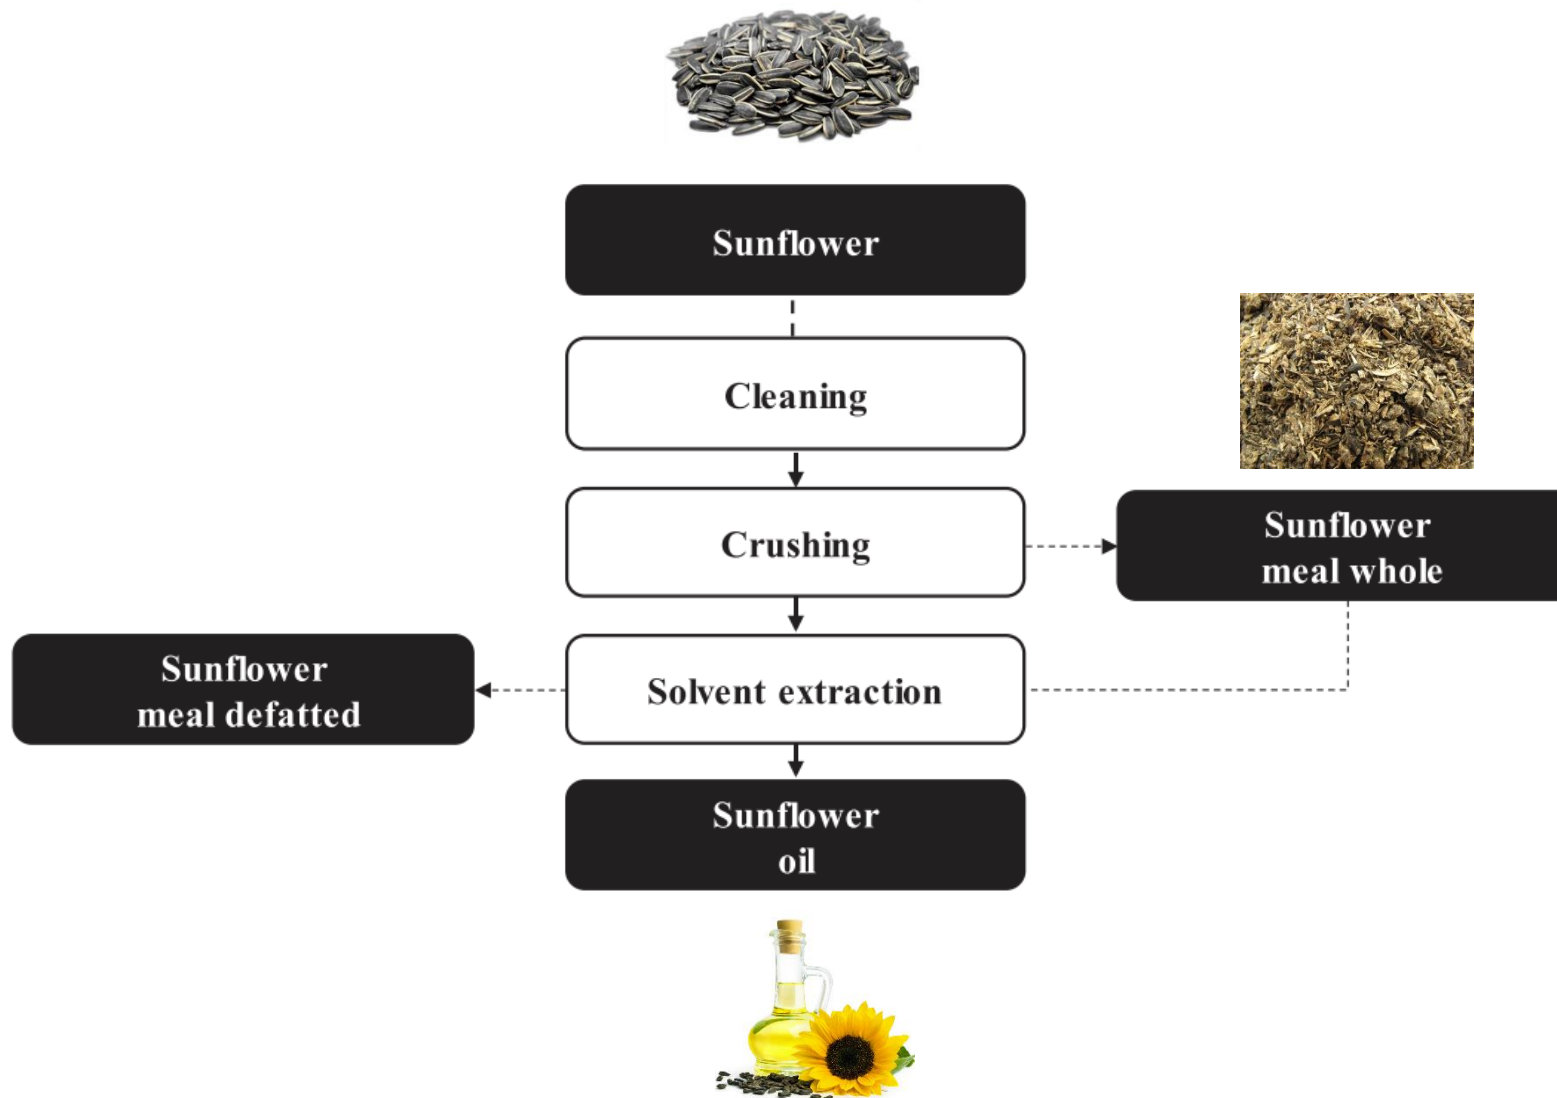 Sunflower
Cleaning
Crushing
Sunflower
meal whole
Sunflower
meal defatted
Solvent extraction
Sunflower
oil